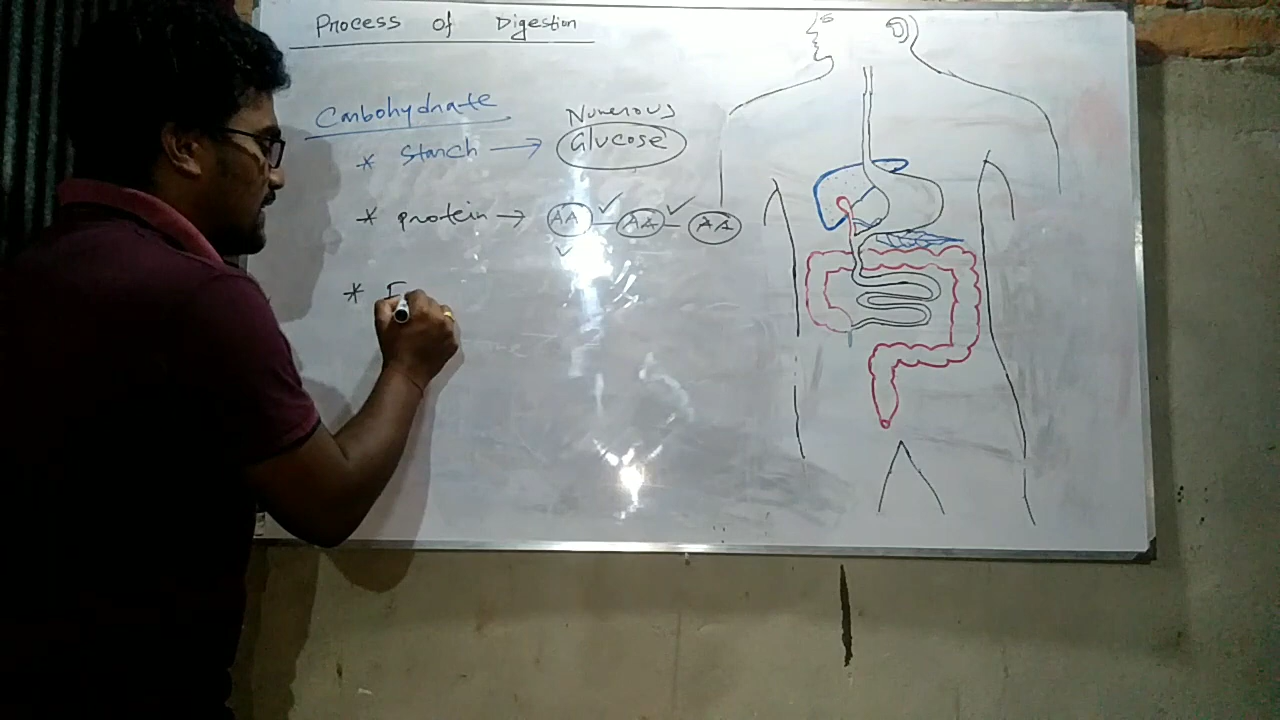 Process of Digestion
Carbohydrate
* Starch → Numerous Glucose
* protein → AA - AA - AA
* F